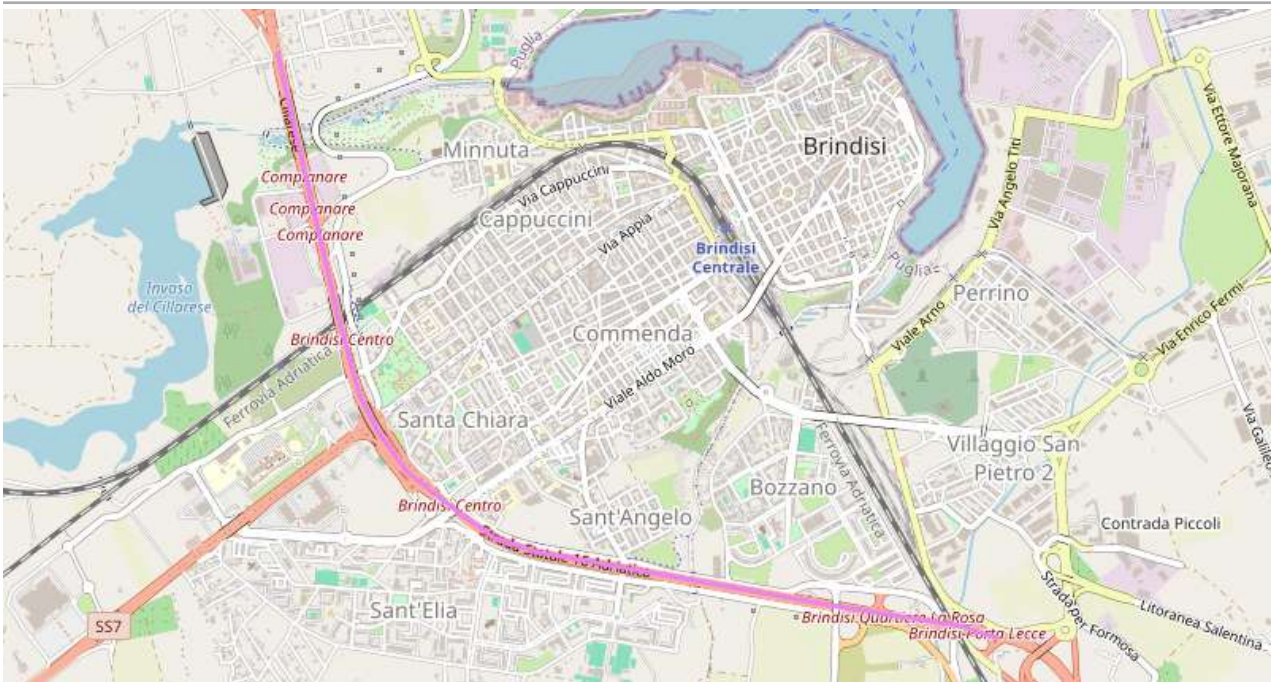 Puglia
Cillarese
Minnuta
Brindisi
Via Ettore Majorana
Via Angelo Titi
Complanare
Via Cappuccini
Complanare
Cappuccini
Complanare
Via Appia
Brindisi
Centrale
Puglia
Invaso
del Cillarese
Perrino
Via Enrico Fermi
Brindisi Centro
Commenda
Viale Arno
Ferrovia Adriatica
Viale Aldo Moro
Santa Chiara
Via Galileo
Villaggio San
Pietro 2
Ferrovia Adriatica
Bozzano
Brindisi Centro
Sant'Angelo
Contrada Piccoli
Strada Statale 16 Adriatica
Sant'Elia
SS7
Brindisi Quartiere La Rosa
Brindisi Porta Lecce
Strada per Formosa
Litoranea Salentina